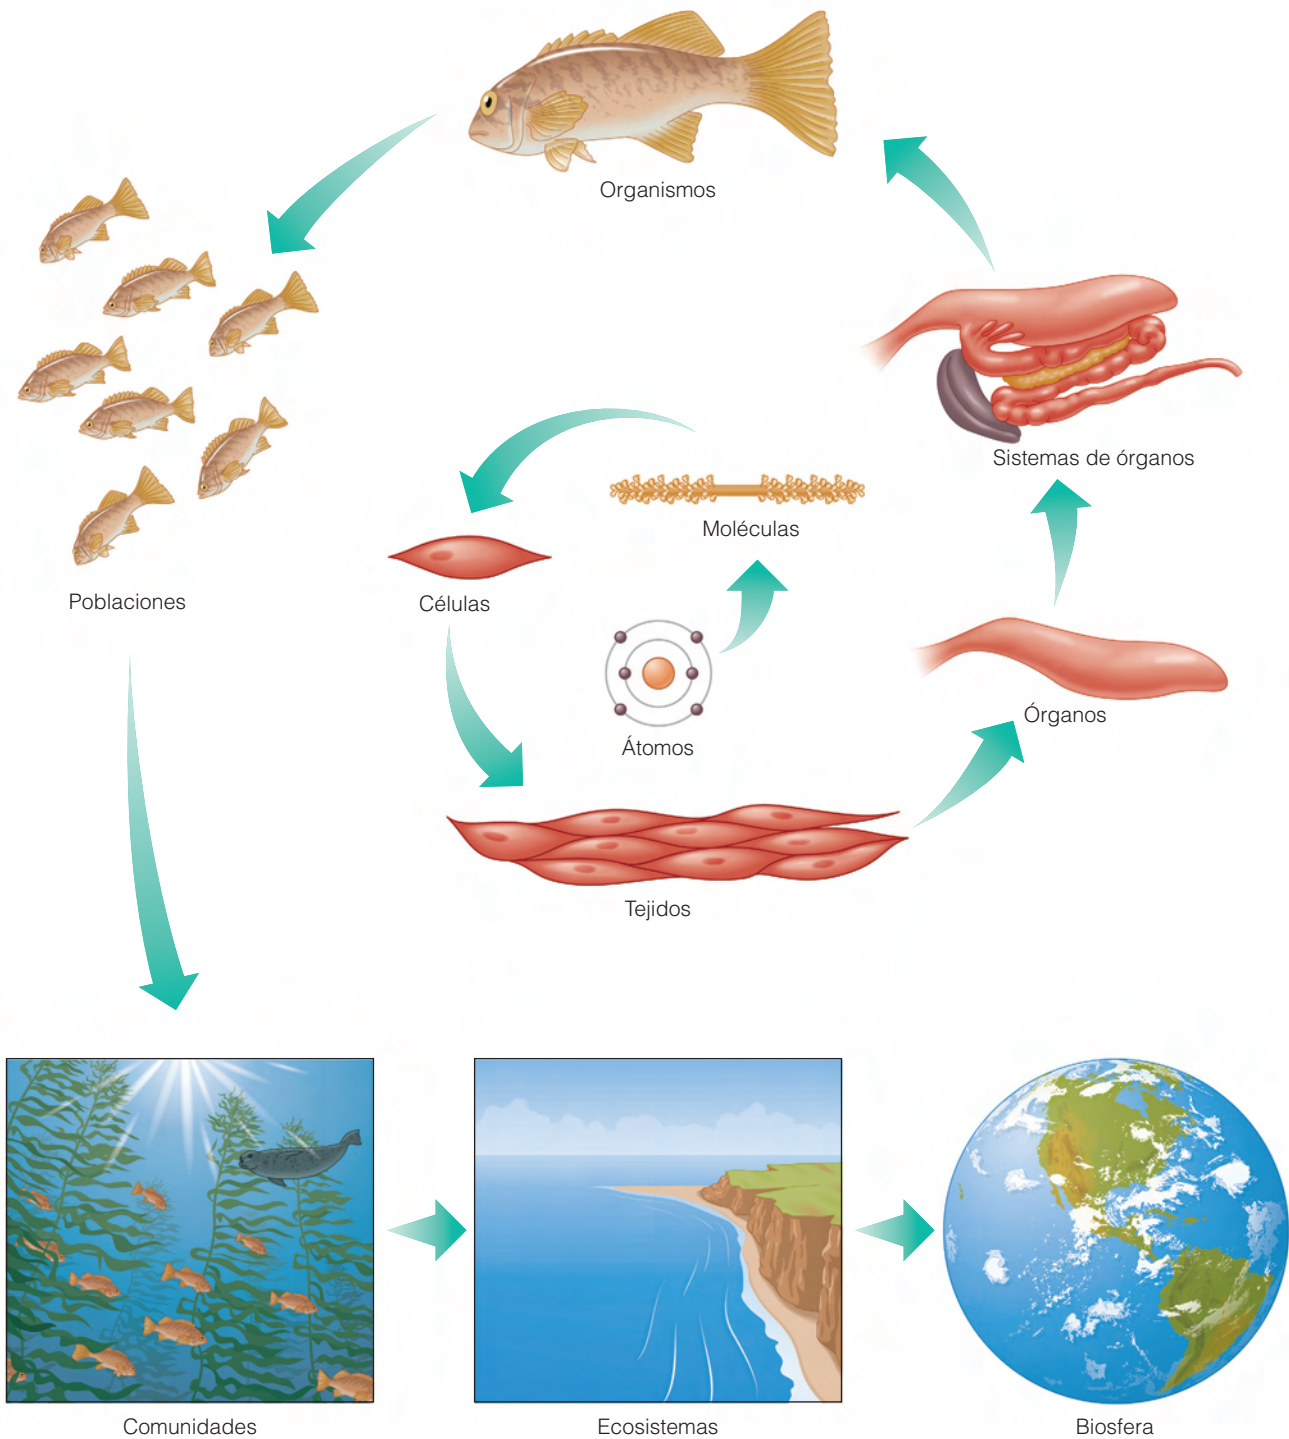 Organismos
Sistemas de órganos
Moléculas
Poblaciones
Células
Órganos
Átomos
Tejidos
Comunidades
Ecosistemas
Biosfera